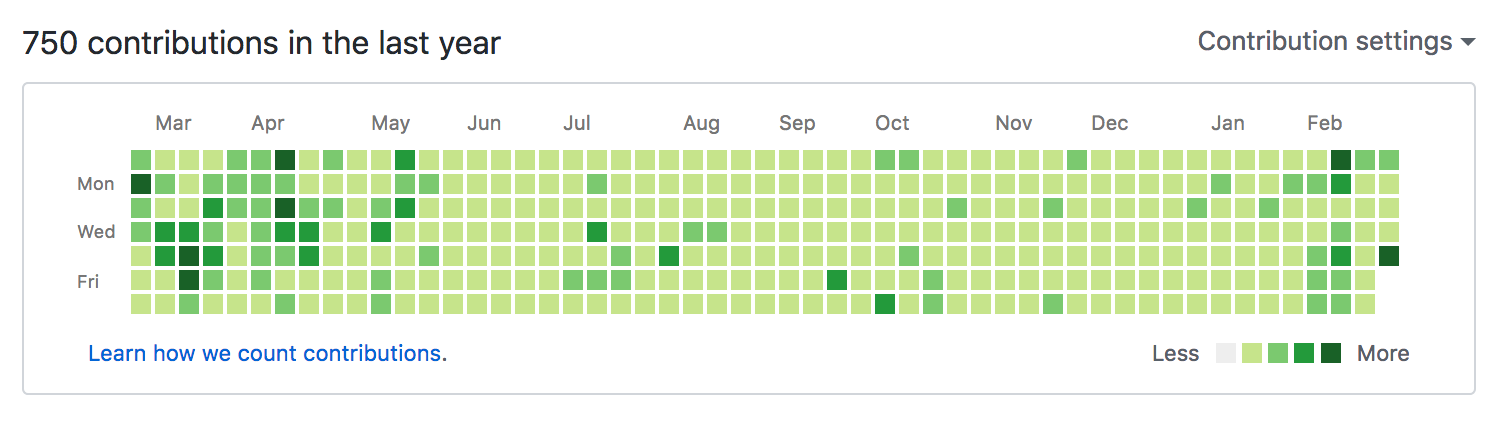 750 contributions in the last year
Contribution settings
Mar Apr May Jun Jul Aug Sep Oct Nov Dec Jan Feb
Mon
Wed
Fri
Learn how we count contributions.
Less More